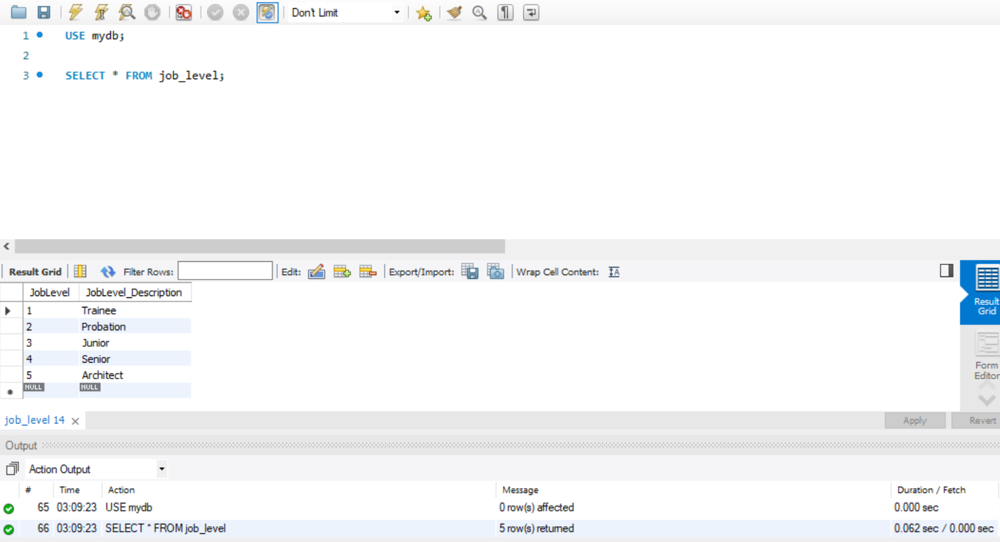 Don't Limit
1 USE mydb;
2
3 SELECT * FROM job_level;
Result Grid Filter Rows: Edit: Export/Import: Wrap Cell Content:
JobLevel JobLevel_Description
1 Trainee
2 Probation
3 Junior
4 Senior
5 Architect
NULL NULL
Result
Grid
Form
Editor
job_level 14 Apply Revert
Output
Action Output
# Time Action Message Duration / Fetch
65 03:09:23 USE mydb 0 row(s) affected 0.000 sec
66 03:09:23 SELECT * FROM job_level 5 row(s) returned 0.062 sec / 0.000 sec